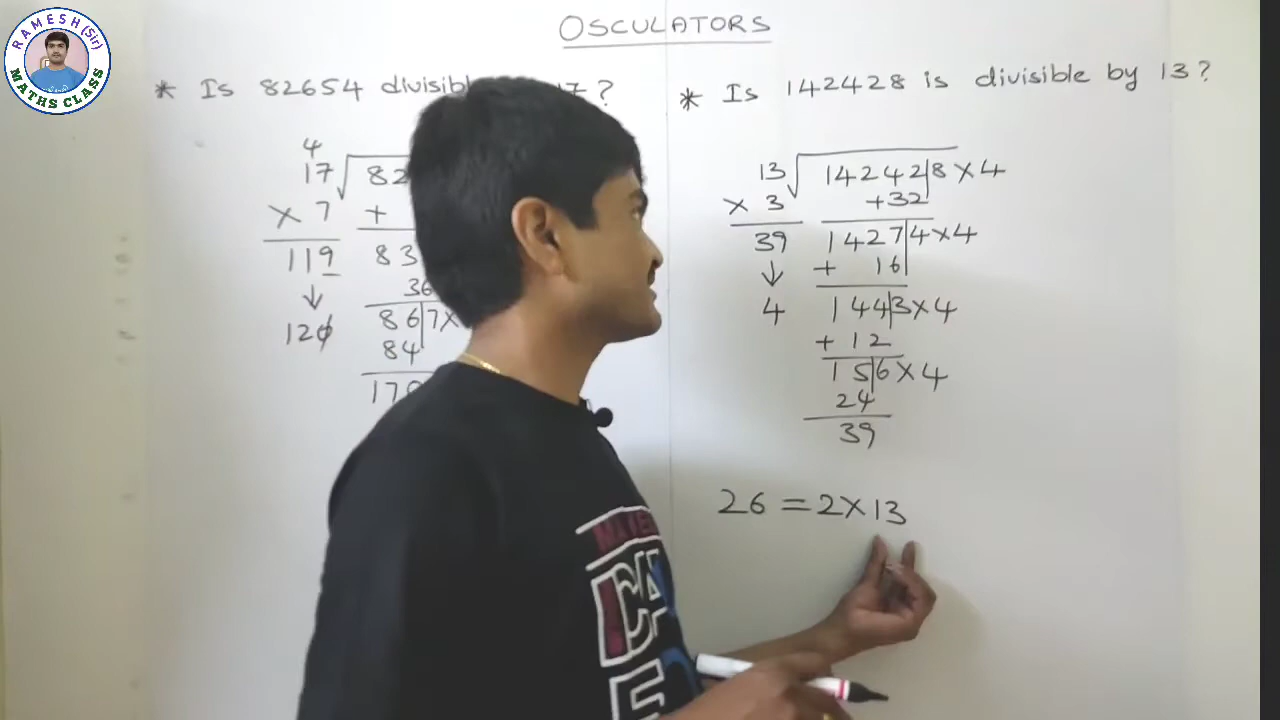 RAMESH (Sir)
MATHS CLASS
OSCULATORS
* Is 82654 divisible 17 ?
4
17 √ 82
× 7 +
119 83
↓ 36
120 867×
84
170
* Is 142428 is divisible by 13 ?
13 √ 14242|8×4
× 3 +32
39 1427|4×4
↓ + 16
4 144|3×4
+ 12
15|6×4
24
39
26 = 2×13